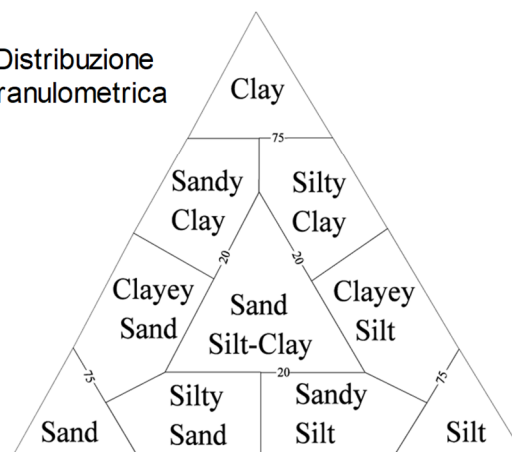 Distribuzione
ranulometrica
Clay
75
Sandy
Clay
Silty
Clay
20
20
Clayey
Sand
Sand
Silt-Clay
Clayey
Silt
75
20
75
Silty
Sand
Sandy
Silt
Sand
Silt